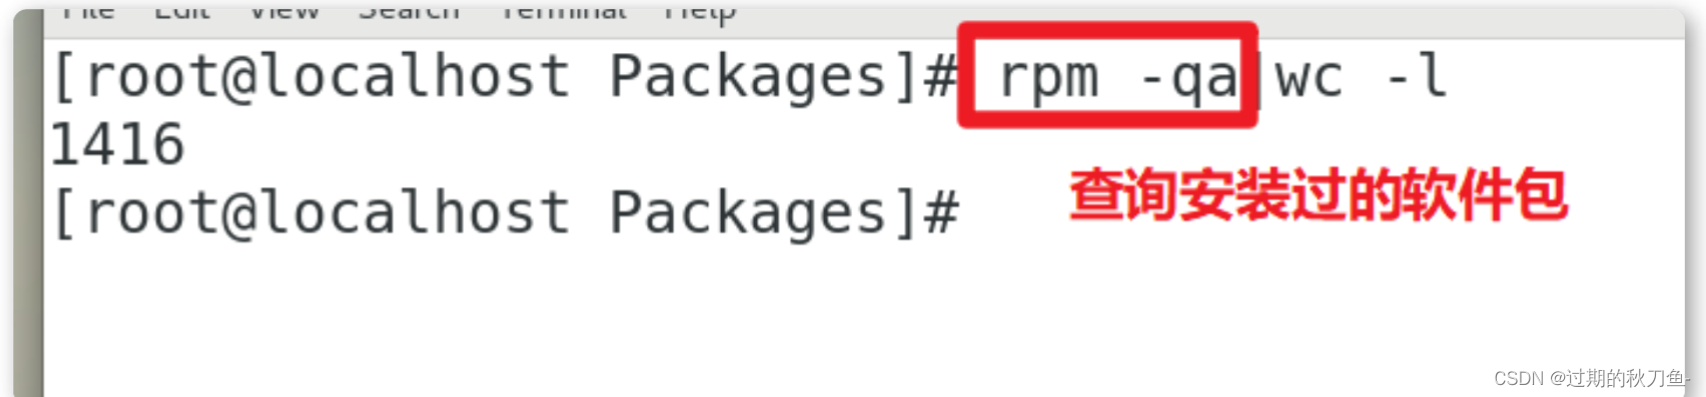 File Edit View Search Terminal Help
[root@localhost Packages]# rpm -qa|wc -l
1416
[root@localhost Packages]#
查询安装过的软件包
CSDN @过期的秋刀鱼-